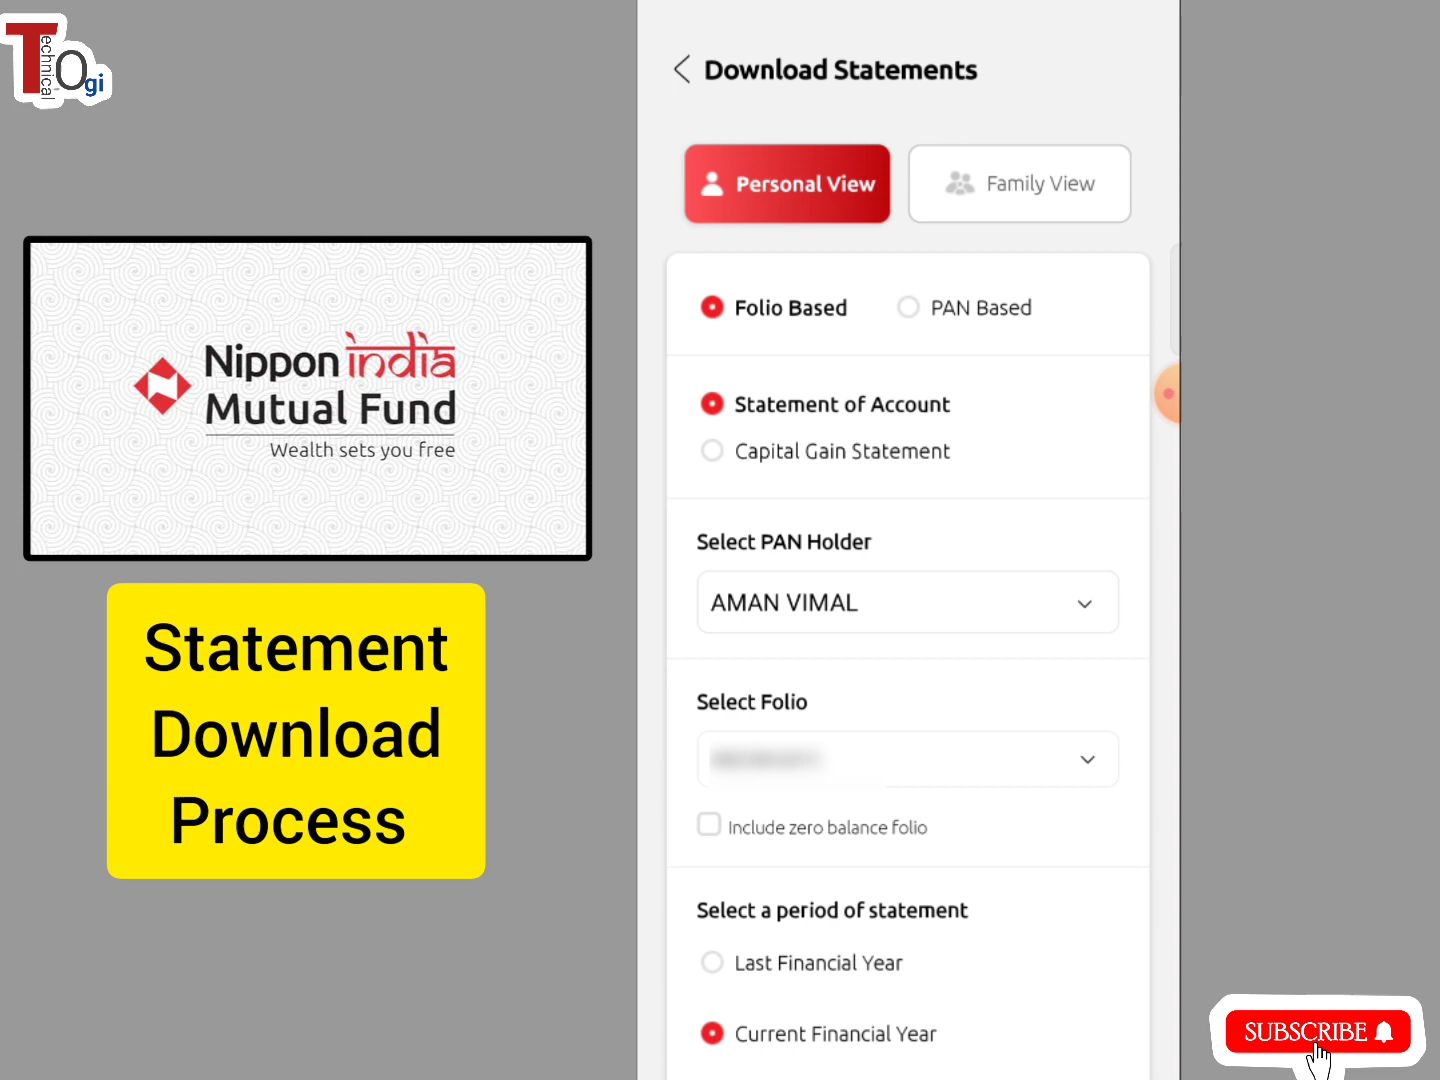 Technical
Ogi
Nippon india
Mutual Fund
Wealth sets you free
Statement
Download
Process
Download Statements
Personal View
Family View
Folio Based
PAN Based
Statement of Account
Capital Gain Statement
Select PAN Holder
AMAN VIMAL
Select Folio
Include zero balance folio
Select a period of statement
Last Financial Year
Current Financial Year
SUBSCRIBE